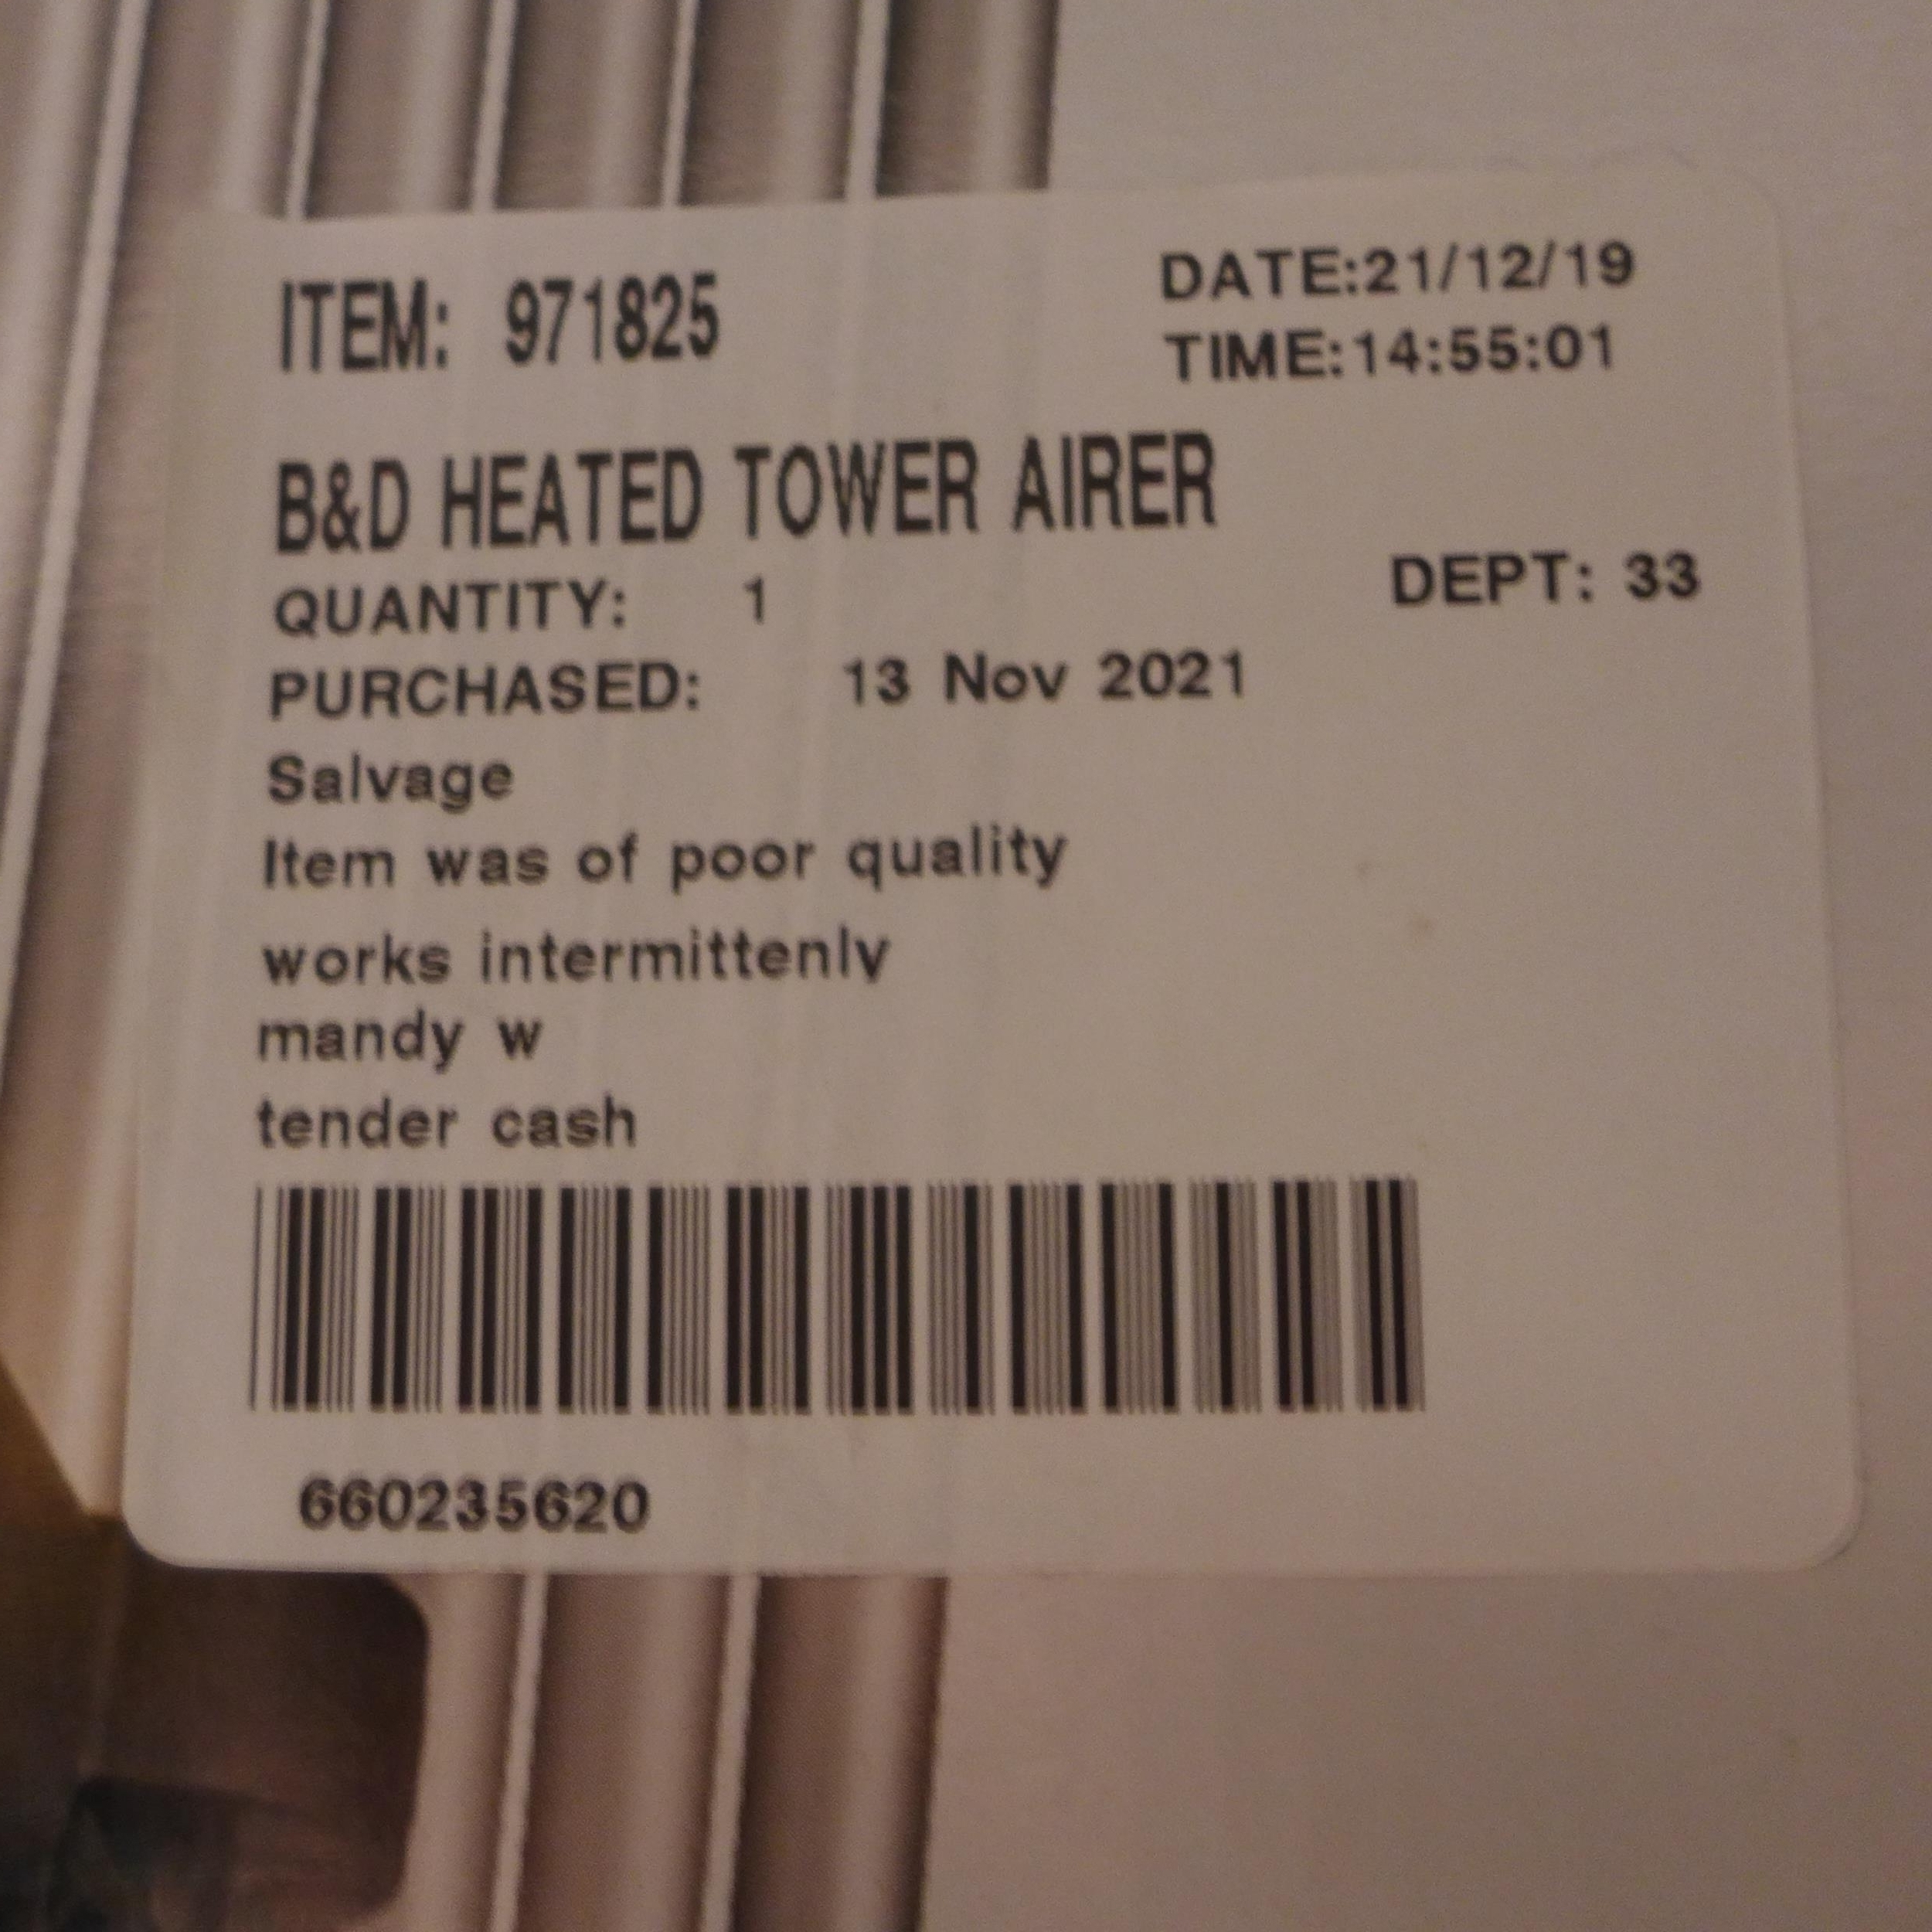 ITEM: 971825
DATE:21/12/19
TIME:14:55:01
B&D HEATED TOWER AIRER
QUANTITY: 1
DEPT: 33
PURCHASED: 13 Nov 2021
Salvage
Item was of poor quality
works intermittenlv
mandy w
tender cash
660235620